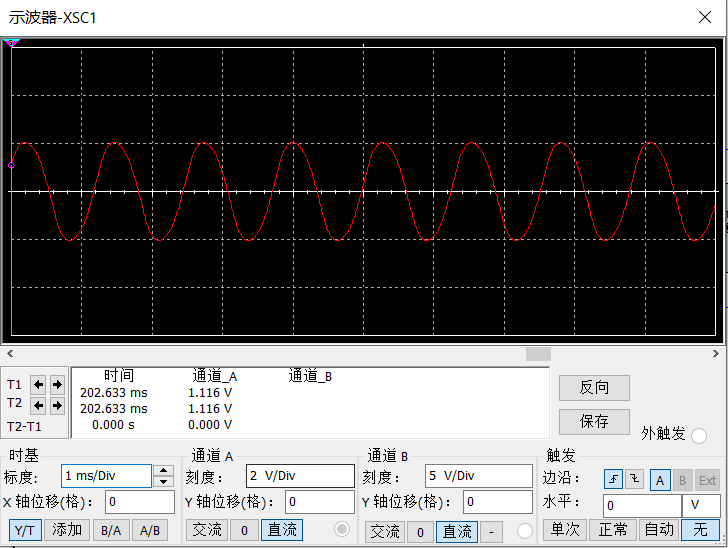 示波器-XSC1
时间 通道_A 通道_B
T1 202.633 ms 1.116 V
T2 202.633 ms 1.116 V
T2-T1 0.000 s 0.000 V
反向
保存
外触发
时基
标度: 1 ms/Div
X 轴位移(格): 0
Y/T 添加 B/A A/B
通道 A
刻度: 2 V/Div
Y 轴位移(格): 0
交流 0 直流
通道 B
刻度: 5 V/Div
Y 轴位移(格): 0
交流 0 直流 -
触发
边沿: A B Ext
水平: 0 V
单次 正常 自动 无